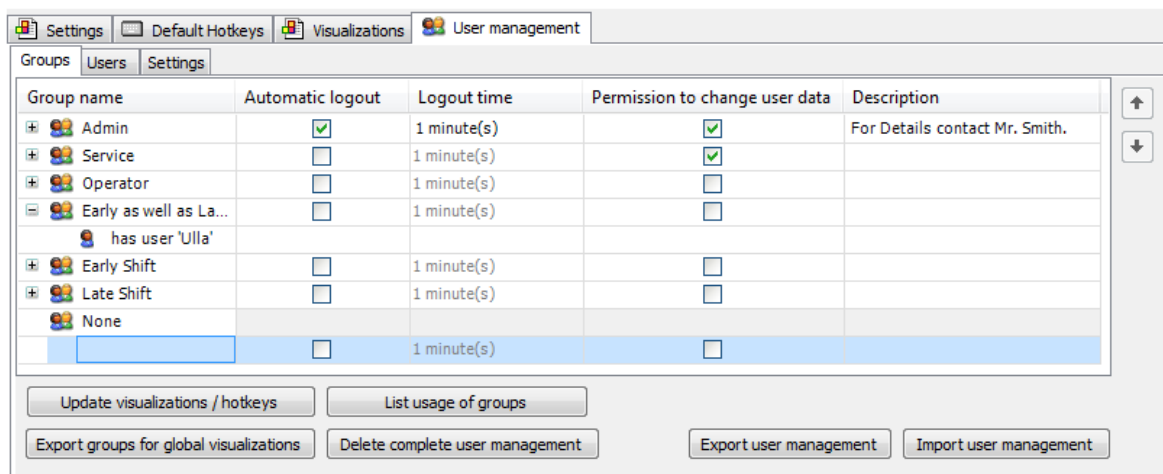 Settings Default Hotkeys Visualizations User management
Groups Users Settings
Group name Automatic logout Logout time Permission to change user data Description
Admin 1 minute(s) For Details contact Mr. Smith.
Service 1 minute(s)
Operator 1 minute(s)
Early as well as La... 1 minute(s)
has user 'Ulla'
Early Shift 1 minute(s)
Late Shift 1 minute(s)
None
1 minute(s)
Update visualizations / hotkeys List usage of groups
Export groups for global visualizations Delete complete user management Export user management Import user management